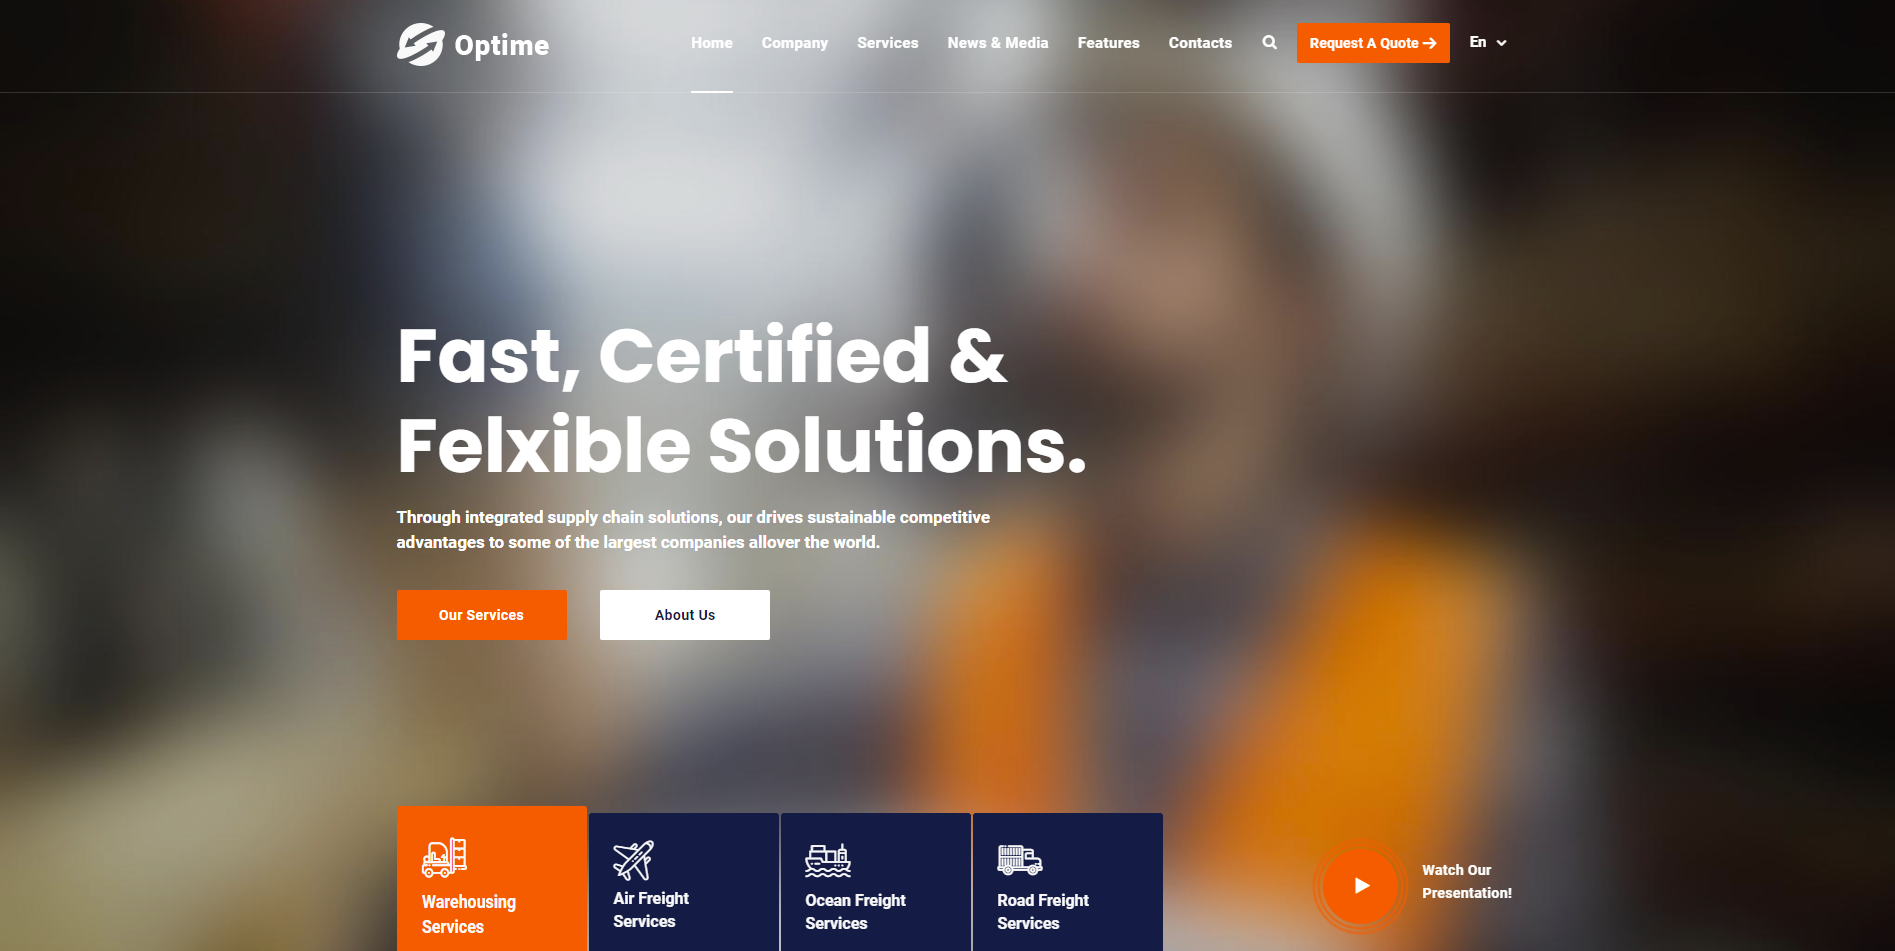 Optime
Home Company Services News & Media Features Contacts Request A Quote En
Fast, Certified &
Felxible Solutions.
Through integrated supply chain solutions, our drives sustainable competitive
advantages to some of the largest companies allover the world.
Our Services About Us
Warehousing
Services
Air Freight
Services
Ocean Freight
Services
Road Freight
Services
Watch Our
Presentation!